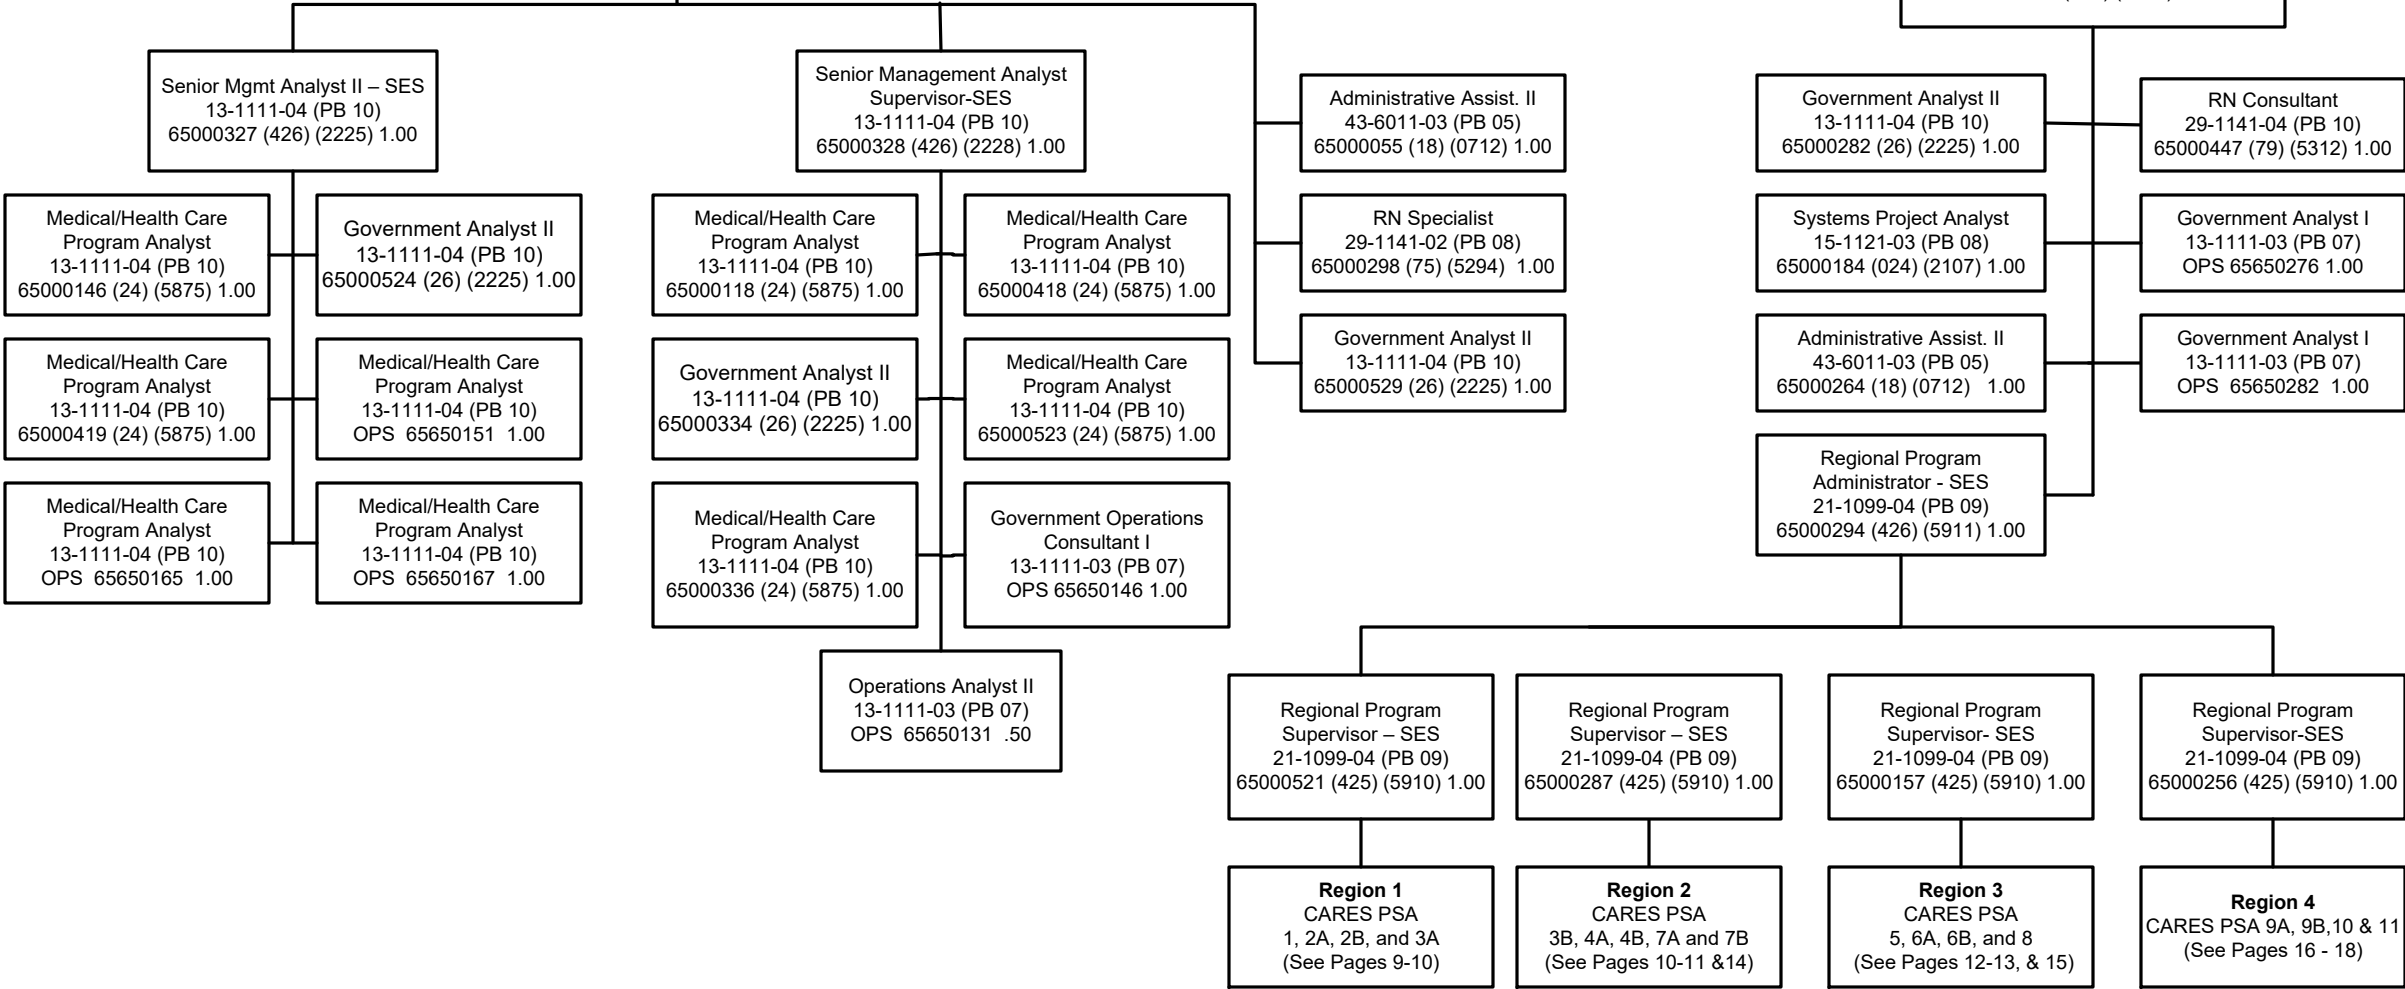 Senior Mgmt Analyst II – SES
13-1111-04 (PB 10)
65000327 (426) (2225) 1.00
Senior Management Analyst
Supervisor-SES
13-1111-04 (PB 10)
65000328 (426) (2228) 1.00
Administrative Assist. II
43-6011-03 (PB 05)
65000055 (18) (0712) 1.00
Government Analyst II
13-1111-04 (PB 10)
65000282 (26) (2225) 1.00
RN Consultant
29-1141-04 (PB 10)
65000447 (79) (5312) 1.00
Medical/Health Care
Program Analyst
13-1111-04 (PB 10)
65000146 (24) (5875) 1.00
Government Analyst II
13-1111-04 (PB 10)
65000524 (26) (2225) 1.00
Medical/Health Care
Program Analyst
13-1111-04 (PB 10)
65000118 (24) (5875) 1.00
Medical/Health Care
Program Analyst
13-1111-04 (PB 10)
65000418 (24) (5875) 1.00
RN Specialist
29-1141-02 (PB 08)
65000298 (75) (5294) 1.00
Systems Project Analyst
15-1121-03 (PB 08)
65000184 (024) (2107) 1.00
Government Analyst I
13-1111-03 (PB 07)
OPS 65650276 1.00
Medical/Health Care
Program Analyst
13-1111-04 (PB 10)
65000419 (24) (5875) 1.00
Medical/Health Care
Program Analyst
13-1111-04 (PB 10)
OPS 65650151 1.00
Government Analyst II
13-1111-04 (PB 10)
65000334 (26) (2225) 1.00
Medical/Health Care
Program Analyst
13-1111-04 (PB 10)
65000523 (24) (5875) 1.00
Government Analyst II
13-1111-04 (PB 10)
65000529 (26) (2225) 1.00
Administrative Assist. II
43-6011-03 (PB 05)
65000264 (18) (0712) 1.00
Government Analyst I
13-1111-03 (PB 07)
OPS 65650282 1.00
Medical/Health Care
Program Analyst
13-1111-04 (PB 10)
OPS 65650165 1.00
Medical/Health Care
Program Analyst
13-1111-04 (PB 10)
OPS 65650167 1.00
Medical/Health Care
Program Analyst
13-1111-04 (PB 10)
65000336 (24) (5875) 1.00
Government Operations
Consultant I
13-1111-03 (PB 07)
OPS 65650146 1.00
Regional Program
Administrator - SES
21-1099-04 (PB 09)
65000294 (426) (5911) 1.00
Operations Analyst II
13-1111-03 (PB 07)
OPS 65650131 .50
Regional Program
Supervisor – SES
21-1099-04 (PB 09)
65000521 (425) (5910) 1.00
Regional Program
Supervisor – SES
21-1099-04 (PB 09)
65000287 (425) (5910) 1.00
Regional Program
Supervisor- SES
21-1099-04 (PB 09)
65000157 (425) (5910) 1.00
Regional Program
Supervisor-SES
21-1099-04 (PB 09)
65000256 (425) (5910) 1.00
Region 1
CARES PSA
1, 2A, 2B, and 3A
(See Pages 9-10)
Region 2
CARES PSA
3B, 4A, 4B, 7A and 7B
(See Pages 10-11 &14)
Region 3
CARES PSA
5, 6A, 6B, and 8
(See Pages 12-13, & 15)
Region 4
CARES PSA 9A, 9B,10 & 11
(See Pages 16 - 18)